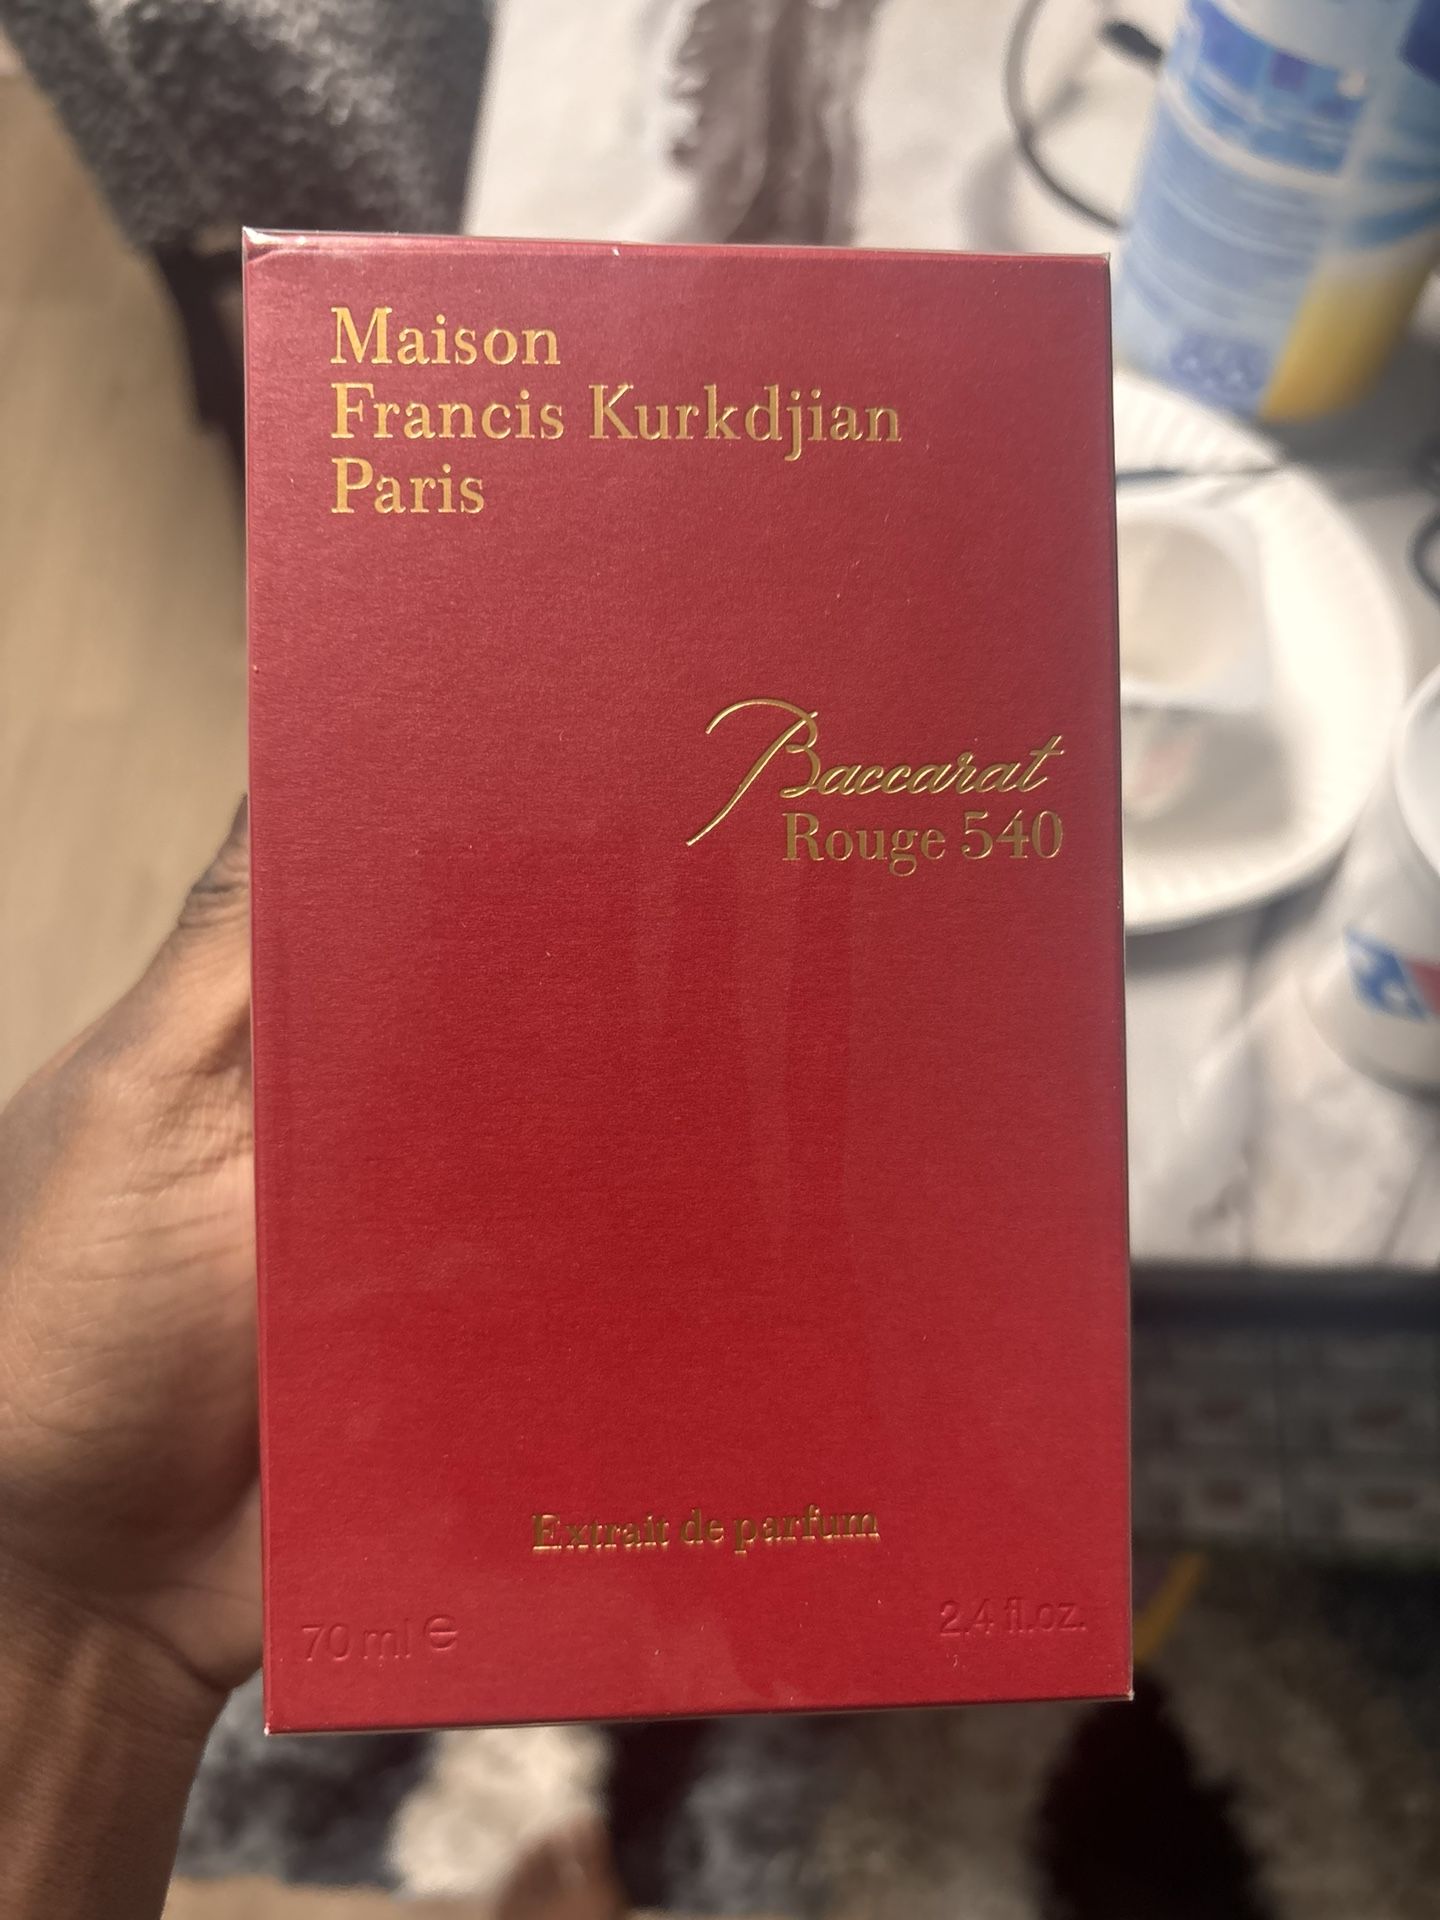 Maison
Francis Kurkdjian
Paris
Baccarat
Rouge 540
Extrait de parfum
70 ml ℮
2.4 fl.oz.